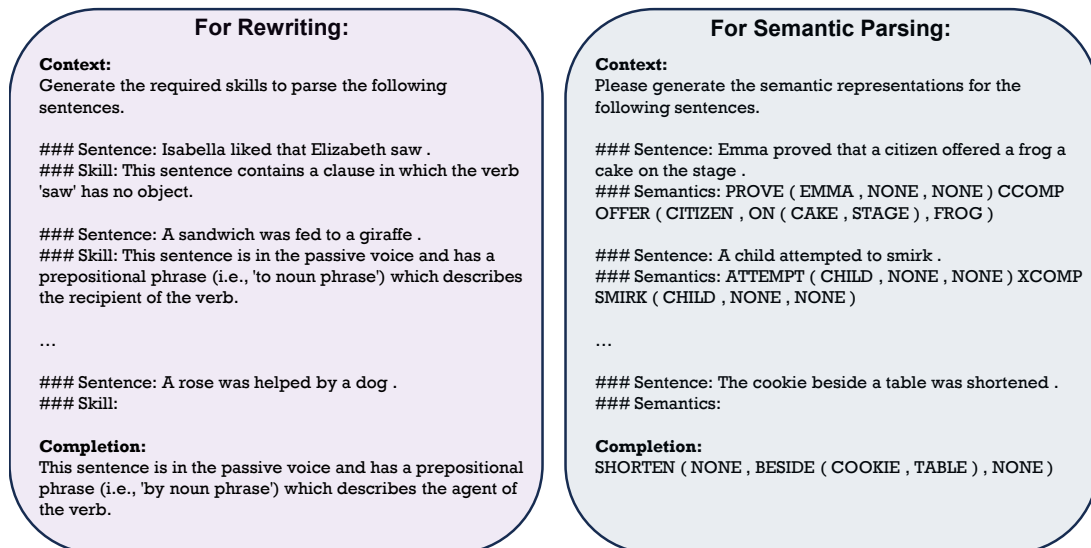 For Rewriting:
Context:
Generate the required skills to parse the following
sentences.
### Sentence: Isabella liked that Elizabeth saw .
### Skill: This sentence contains a clause in which the verb
'saw' has no object.
### Sentence: A sandwich was fed to a giraffe .
### Skill: This sentence is in the passive voice and has a
prepositional phrase (i.e., 'to noun phrase') which describes
the recipient of the verb.
...
### Sentence: A rose was helped by a dog .
### Skill:
Completion:
This sentence is in the passive voice and has a prepositional
phrase (i.e., 'by noun phrase') which describes the agent of
the verb.
For Semantic Parsing:
Context:
Please generate the semantic representations for the
following sentences.
### Sentence: Emma proved that a citizen offered a frog a
cake on the stage .
### Semantics: PROVE ( EMMA , NONE , NONE ) CCOMP
OFFER ( CITIZEN , ON ( CAKE , STAGE ) , FROG )
### Sentence: A child attempted to smirk .
### Semantics: ATTEMPT ( CHILD , NONE , NONE ) XCOMP
SMIRK ( CHILD , NONE , NONE )
...
### Sentence: The cookie beside a table was shortened .
### Semantics:
Completion:
SHORTEN ( NONE , BESIDE ( COOKIE , TABLE ) , NONE )